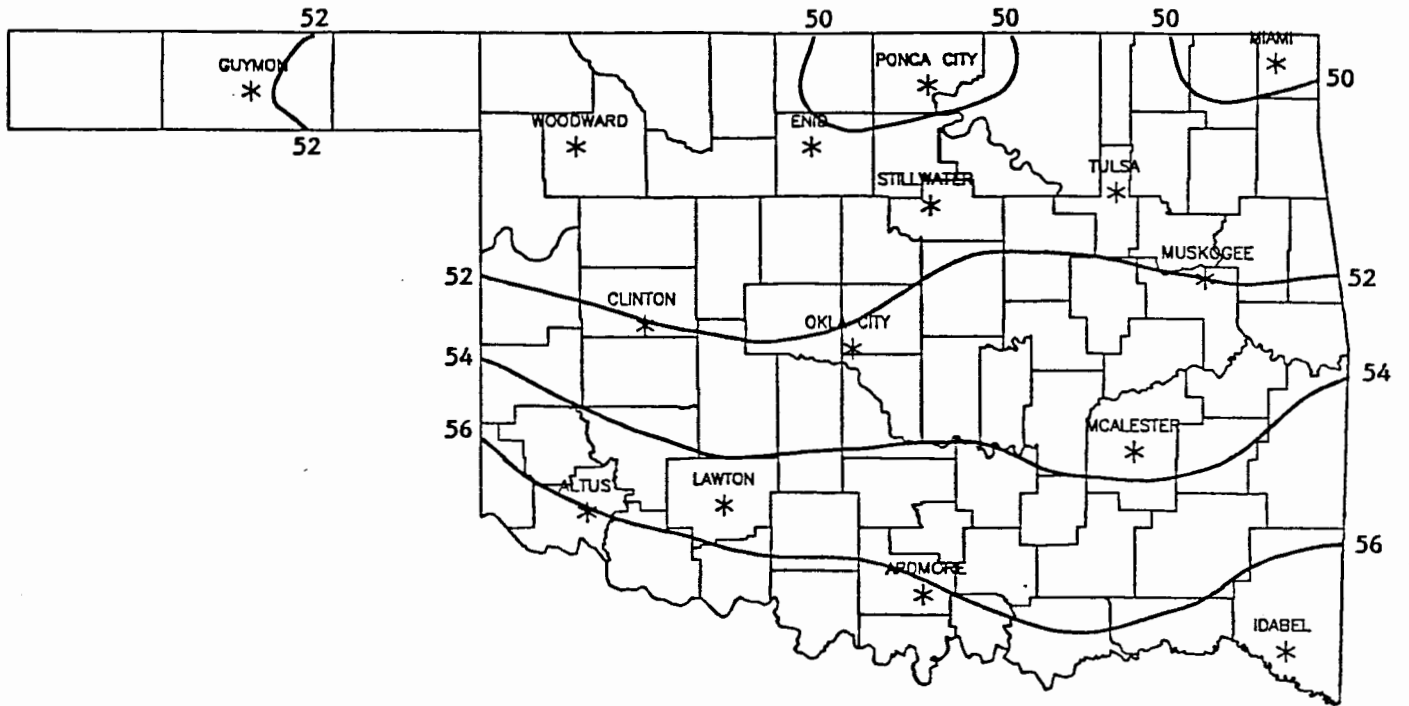 52
50
50
50
MIAMI
GUYMON
PONCA CITY
50
52
WOODWARD
ENID
TULSA
STILLWATER
MUSKOGEE
52
52
CLINTON
OKLA CITY
54
54
56
MCALESTER
ALTUS
LAWTON
56
ARDMORE
IDABEL